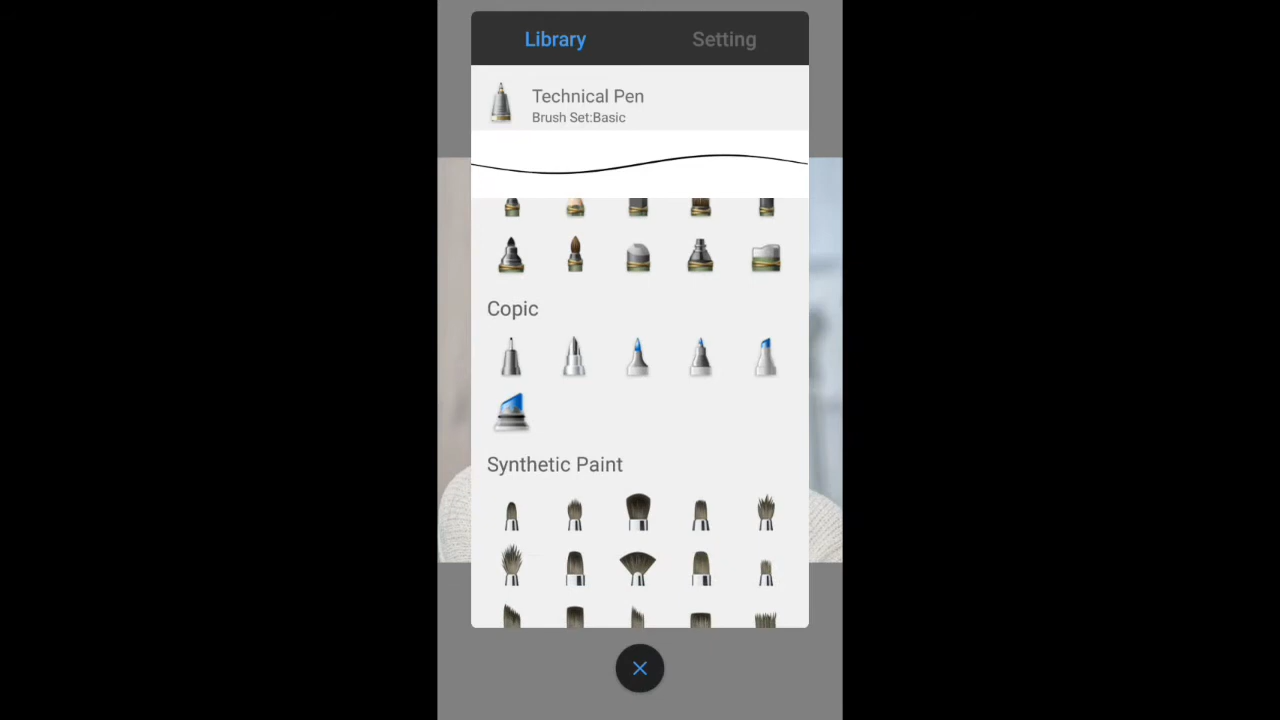 Library
Setting
Technical Pen
Brush Set:Basic
Copic
Synthetic Paint